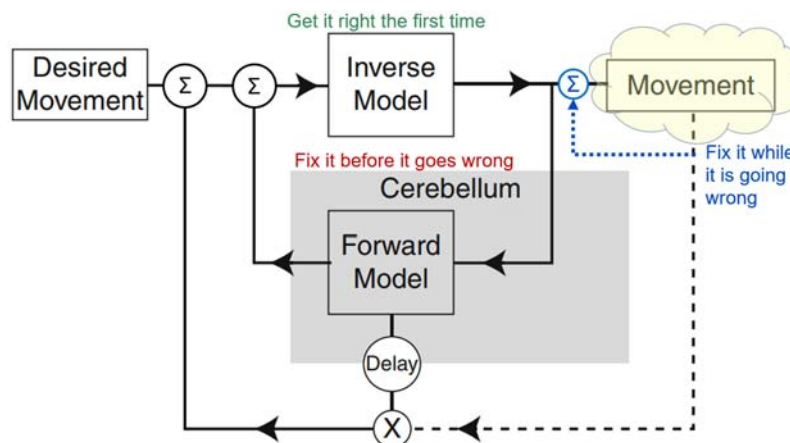 Get it right the first time
Desired
Movement
Σ
Σ
Inverse
Model
Σ
Movement
Fix it before it goes wrong
Fix it while
it is going
wrong
Cerebellum
Forward
Model
Delay
X